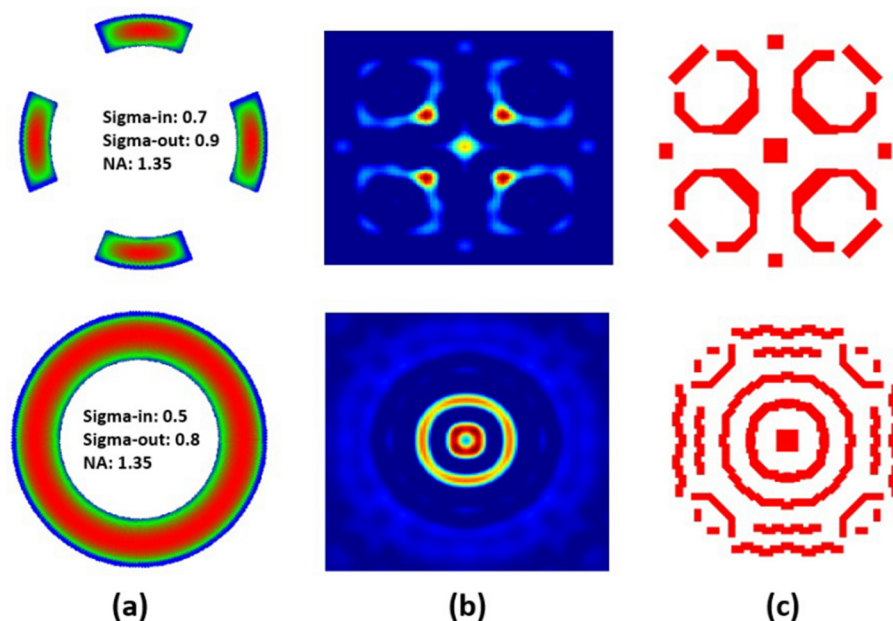 Sigma-in: 0.7
Sigma-out: 0.9
NA: 1.35
Sigma-in: 0.5
Sigma-out: 0.8
NA: 1.35
(a) (b) (c)